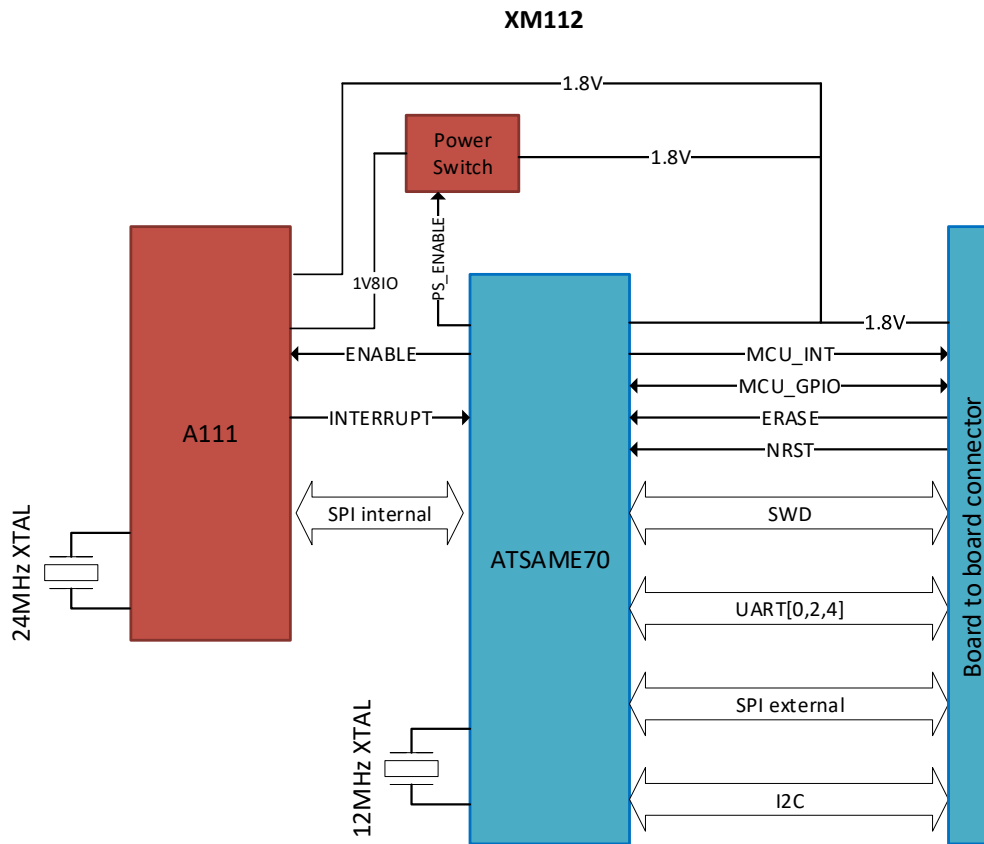 XM112
1.8V
Power
Switch
1.8V
PS_ENABLE
1V8IO
1.8V
ENABLE
MCU_INT
MCU_GPIO
INTERRUPT
ERASE
A111
NRST
SPI internal
SWD
ATSAME70
24MHz XTAL
UART[0,2,4]
Board to board connector
SPI external
12MHz XTAL
I2C